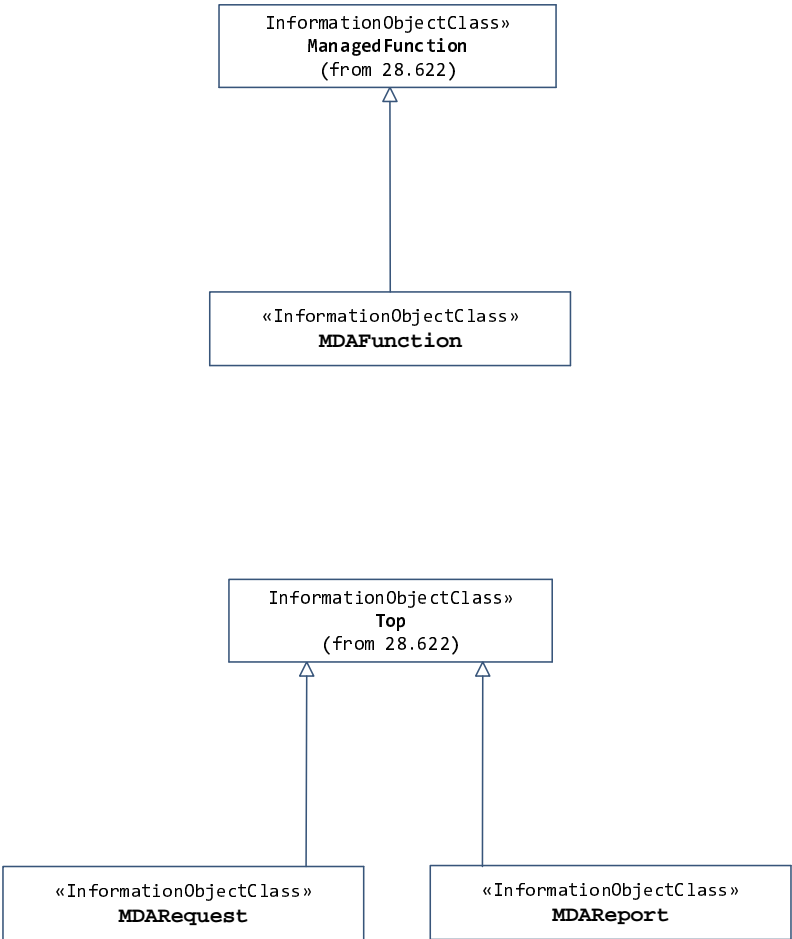 InformationObjectClass»
ManagedFunction
(from 28.622)
«InformationObjectClass»
MDAFunction
InformationObjectClass»
Top
(from 28.622)
«InformationObjectClass»
MDARequest
«InformationObjectClass»
MDAReport